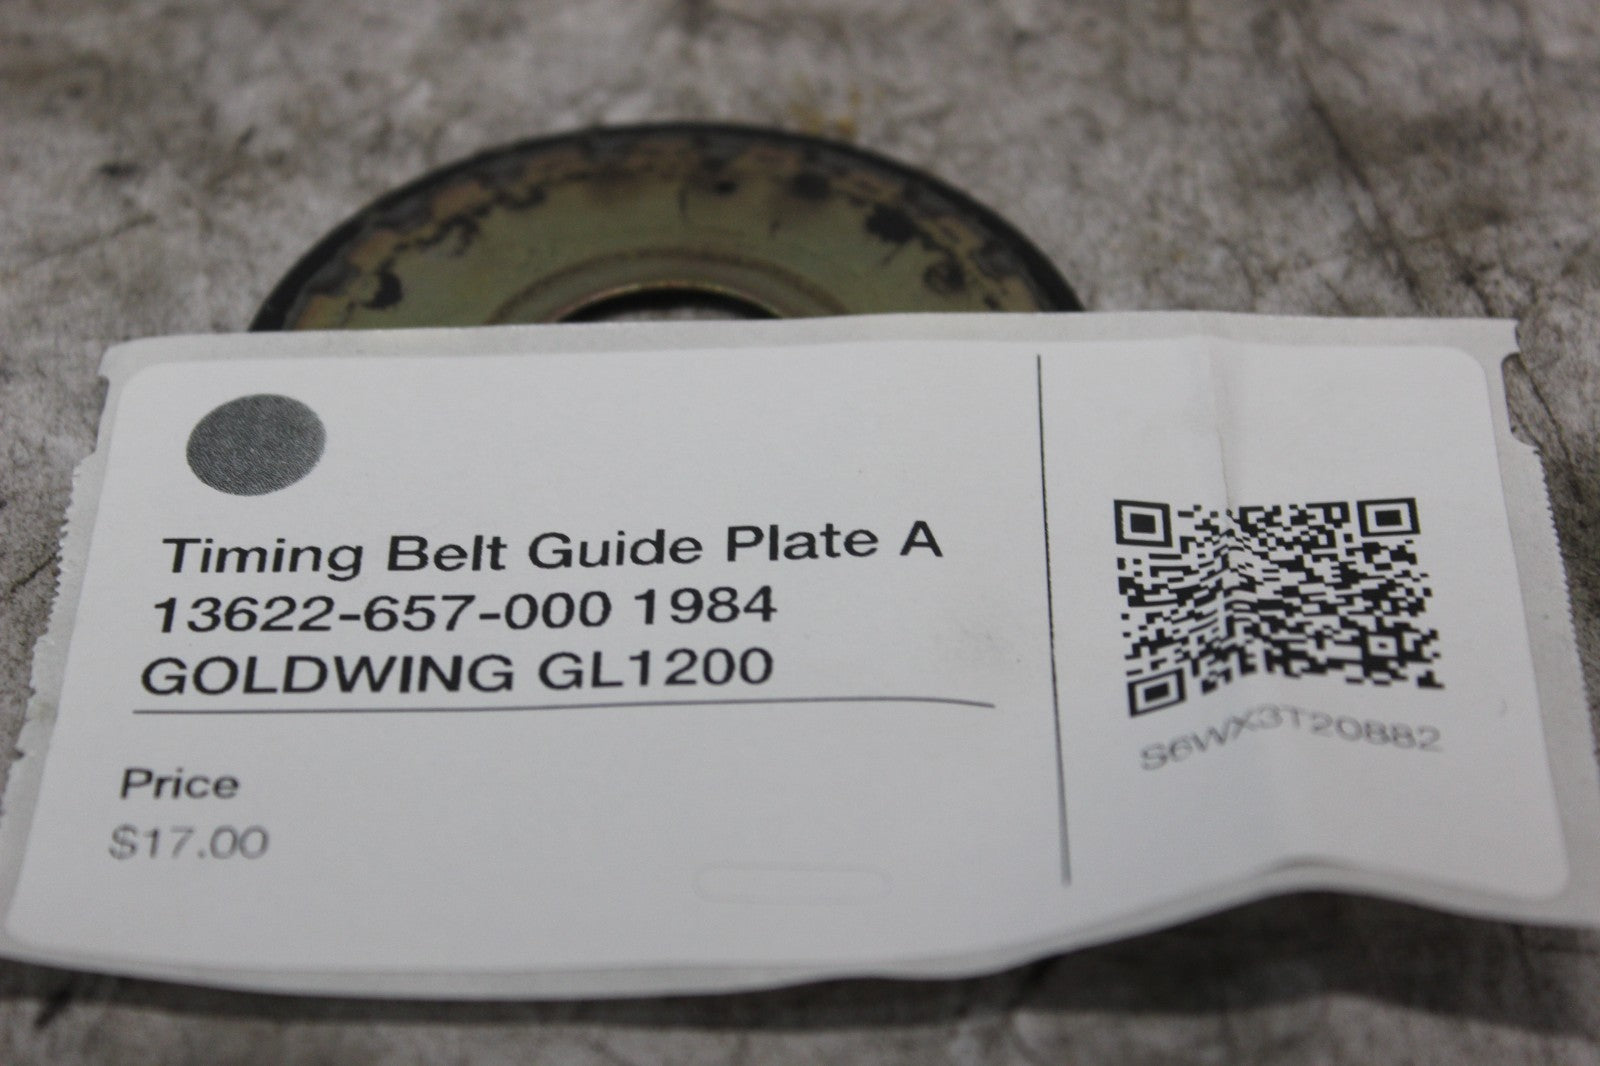 Timing Belt Guide Plate A
13622-657-000 1984
GOLDWING GL1200
Price
$17.00
S6WX3T20882